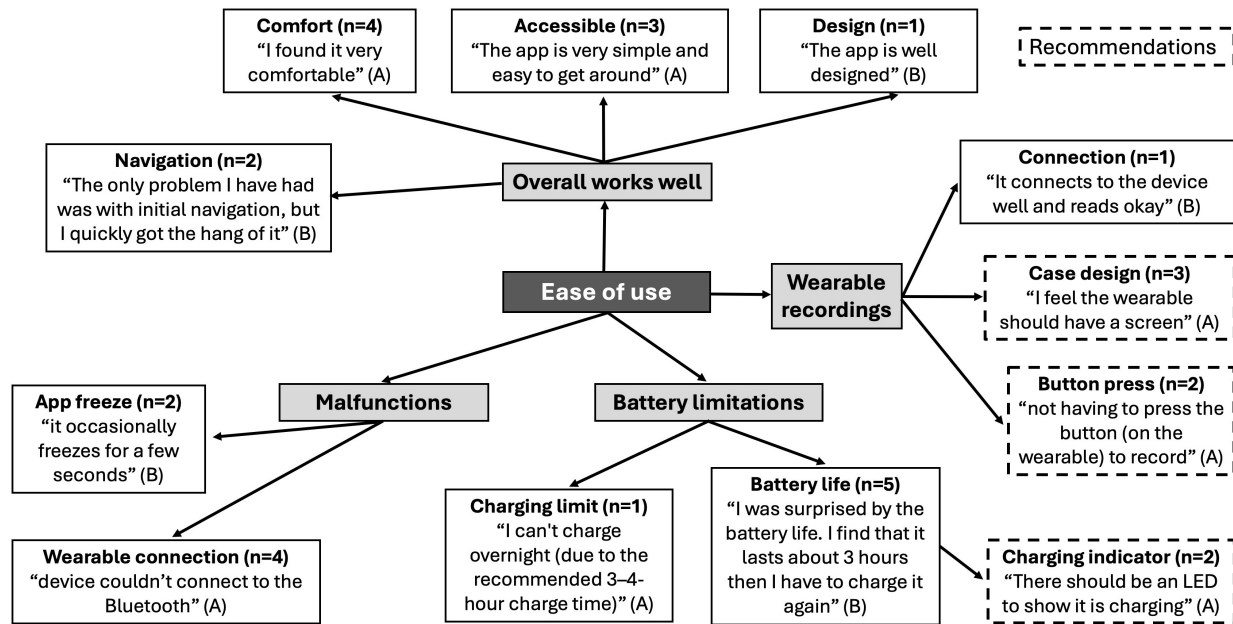 Comfort (n=4)
“I found it very
comfortable” (A)
Accessible (n=3)
“The app is very simple and
easy to get around” (A)
Design (n=1)
“The app is well
designed” (B)
Recommendations
Navigation (n=2)
“The only problem I have had
was with initial navigation, but
I quickly got the hang of it” (B)
Overall works well
Connection (n=1)
“It connects to the device
well and reads okay” (B)
Ease of use
Wearable
recordings
Case design (n=3)
“I feel the wearable
should have a screen” (A)
Button press (n=2)
“not having to press the
button (on the
wearable) to record” (A)
Malfunctions
Battery limitations
App freeze (n=2)
“it occasionally
freezes for a few
seconds” (B)
Wearable connection (n=4)
“device couldn’t connect to the
Bluetooth” (A)
Charging limit (n=1)
“I can't charge
overnight (due to the
recommended 3–4-
hour charge time)” (A)
Battery life (n=5)
“I was surprised by the
battery life. I find that it
lasts about 3 hours
then I have to charge it
again” (B)
Charging indicator (n=2)
“There should be an LED
to show it is charging” (A)